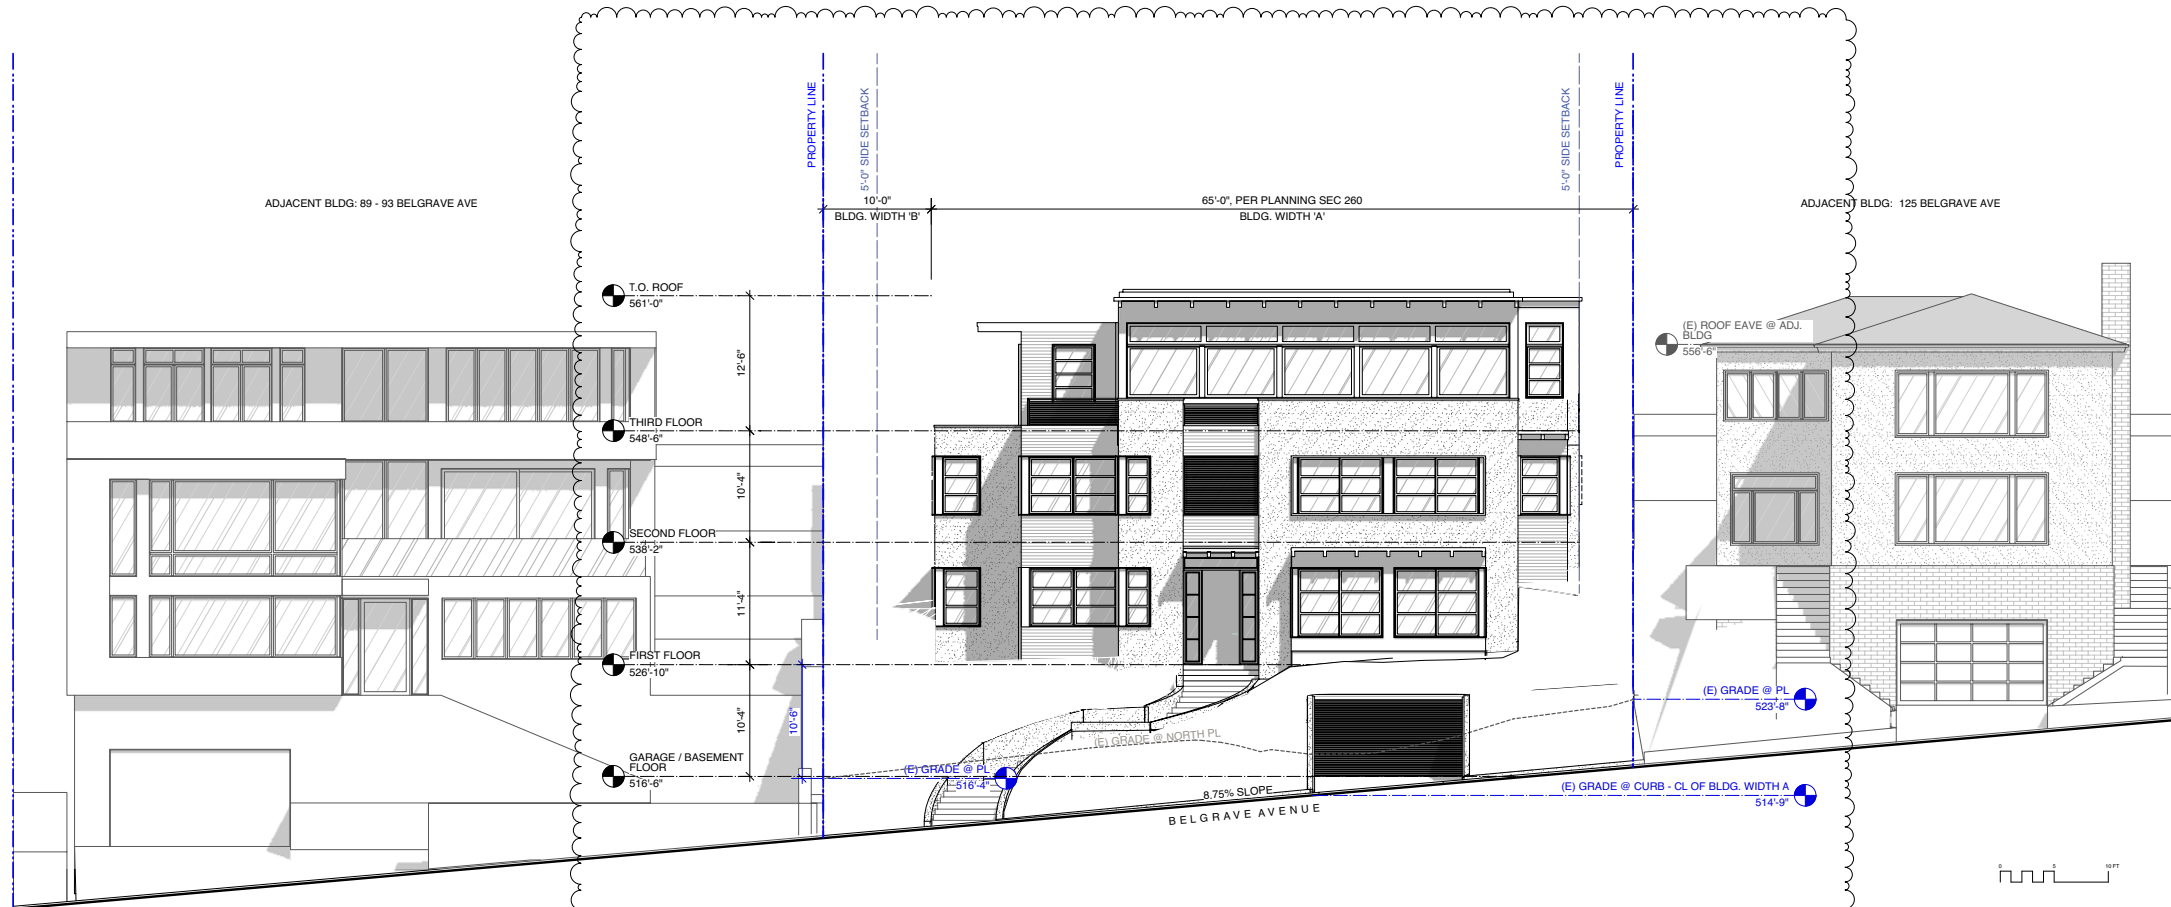 PROPERTY LINE
5'-0" SIDE SETBACK
5'-0" SIDE SETBACK
PROPERTY LINE
ADJACENT BLDG: 89 - 93 BELGRAVE AVE
10'-0"
BLDG. WIDTH 'B'
65'-0", PER PLANNING SEC 260
BLDG. WIDTH 'A'
ADJACENT BLDG: 125 BELGRAVE AVE
T.O. ROOF
561'-0"
(E) ROOF EAVE @ ADJ.
BLDG
556'-6"
12'-6"
THIRD FLOOR
548'-6"
10'-4"
SECOND FLOOR
538'-2"
11'-4"
FIRST FLOOR
526'-10"
10'-4"
10'-6"
(E) GRADE @ PL
523'-8"
(E) GRADE @ NORTH PL
GARAGE / BASEMENT
FLOOR
516'-6"
(E) GRADE @ PL
516'-4"
8.75% SLOPE
BELGRAVE AVENUE
(E) GRADE @ CURB - CL OF BLDG. WIDTH A
514'-9"
0 5 10 FT